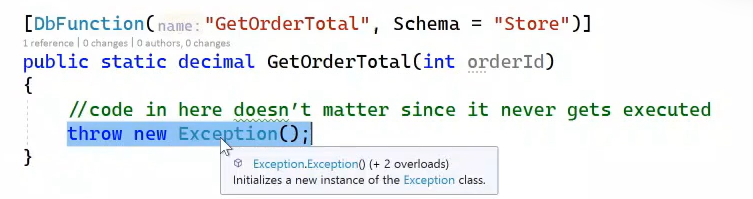 [DbFunction(name:"GetOrderTotal", Schema = "Store")]
1 reference | 0 changes | 0 authors, 0 changes
public static decimal GetOrderTotal(int orderId)
{
//code in here doesn't matter since it never gets executed
throw new Exception();
}
Exception.Exception() (+ 2 overloads)
Initializes a new instance of the Exception class.